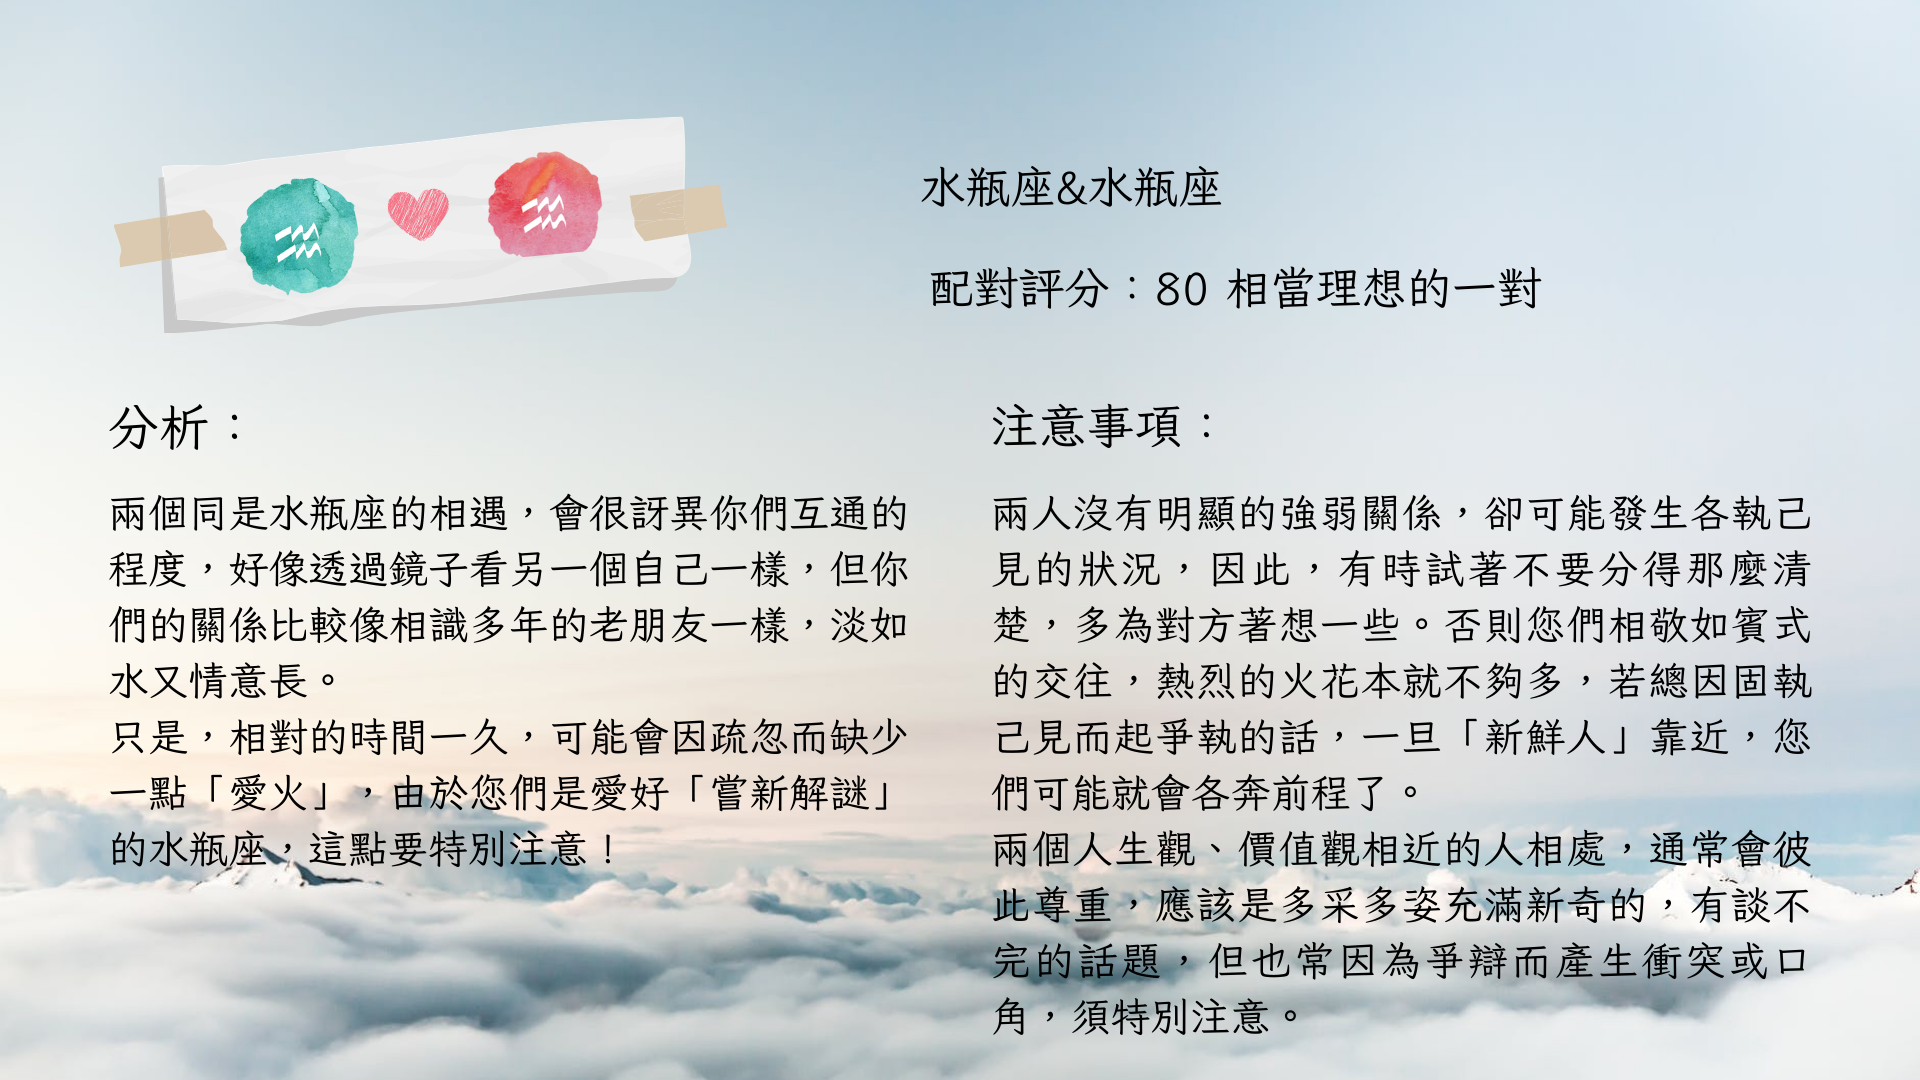 水瓶座&水瓶座
配對評分：80 相當理想的一對
分析：
兩個同是水瓶座的相遇，會很訝異你們互通的
程度，好像透過鏡子看另一個自己一樣，但你
們的關係比較像相識多年的老朋友一樣，淡如
水又情意長。
只是，相對的時間一久，可能會因疏忽而缺少
一點「愛火」，由於您們是愛好「嘗新解謎」
的水瓶座，這點要特別注意！
注意事項：
兩人沒有明顯的強弱關係，卻可能發生各執己
見的狀況，因此，有時試著不要分得那麼清
楚，多為對方著想一些。否則您們相敬如賓式
的交往，熱烈的火花本就不夠多，若總因固執
己見而起爭執的話，一旦「新鮮人」靠近，您
們可能就會各奔前程了。
兩個人生觀、價值觀相近的人相處，通常會彼
此尊重，應該是多采多姿充滿新奇的，有談不
完的話題，但也常因為爭辯而產生衝突或口
角，須特別注意。